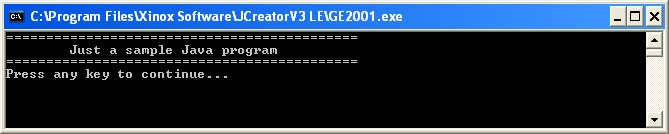 C:\Program Files\Xinox Software\JCreatorV3 LE\GE2001.exe
============================================
Just a sample Java program
============================================
Press any key to continue...